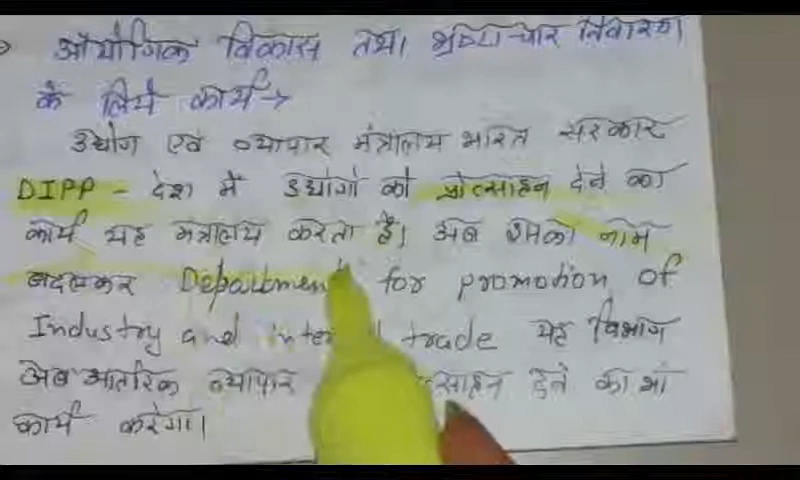 औद्योगिक विकास तथा भ्रष्टाचार निवारण
के लिये कार्य →
उद्योग एवं व्यापार मंत्रालय भारत सरकार
DIPP - देश में उद्योगो को प्रोत्साहन देने का
कार्य यह मंत्रालय करता है। अब इसका नाम
बदलकर Department for promotion of
Industry and trade यह विभाग
अब आंतरिक व्यापार देने का भी
कार्य करेगा।